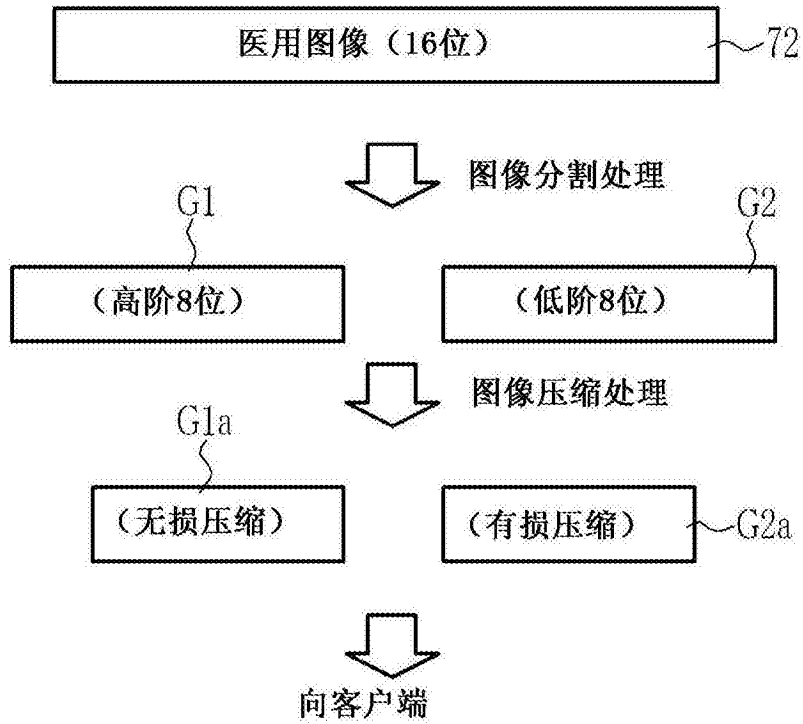 医用图像（16位）
72
图像分割处理
G1
G2
（高阶8位）
（低阶8位）
图像压缩处理
G1a
（无损压缩）
（有损压缩）
G2a
向客户端